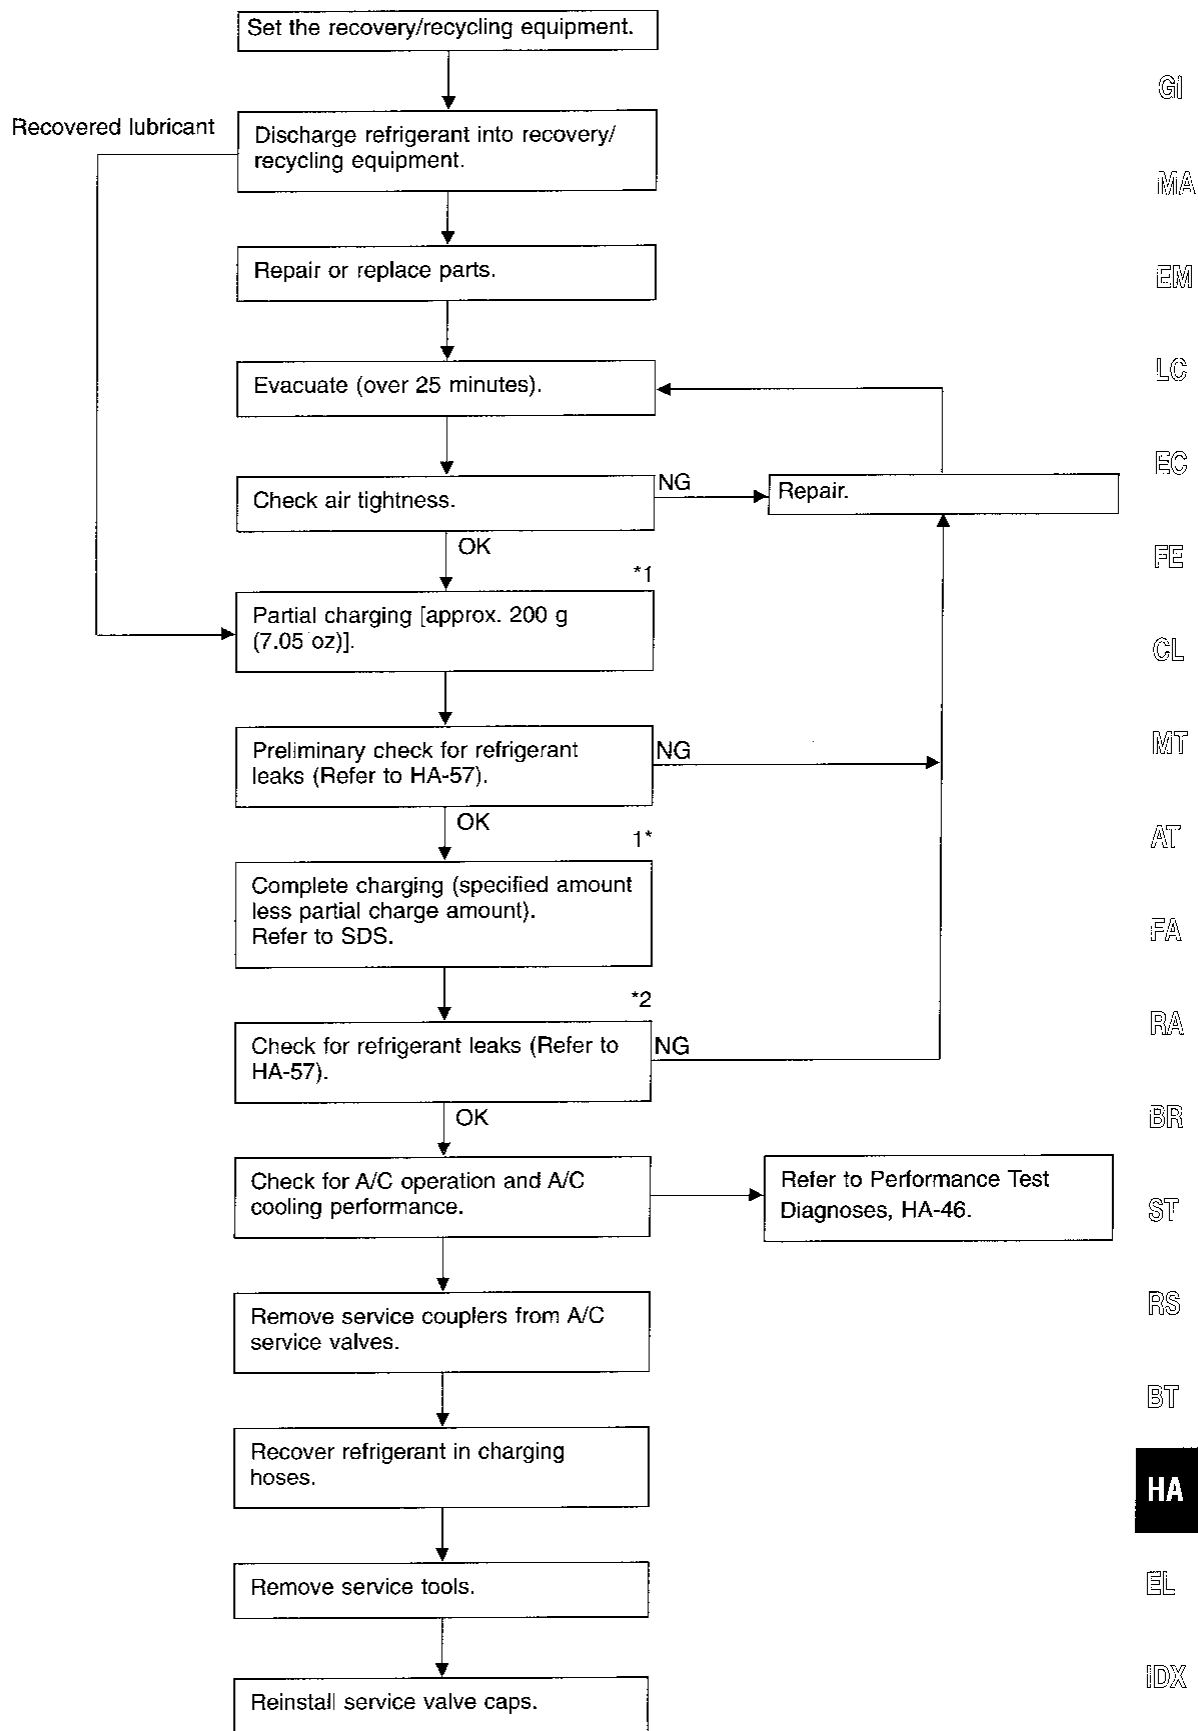 Set the recovery/recycling equipment.
Recovered lubricant
Discharge refrigerant into recovery/
recycling equipment.
Repair or replace parts.
Evacuate (over 25 minutes).
Check air tightness.
NG
Repair.
OK
*1
Partial charging [approx. 200 g
(7.05 oz)].
Preliminary check for refrigerant
leaks (Refer to HA-57).
NG
OK
1*
Complete charging (specified amount
less partial charge amount).
Refer to SDS.
*2
Check for refrigerant leaks (Refer to
HA-57).
NG
OK
Check for A/C operation and A/C
cooling performance.
Refer to Performance Test
Diagnoses, HA-46.
Remove service couplers from A/C
service valves.
Recover refrigerant in charging
hoses.
Remove service tools.
Reinstall service valve caps.
GI
MA
EM
LC
EC
FE
CL
MT
AT
FA
RA
BR
ST
RS
BT
HA
EL
IDX